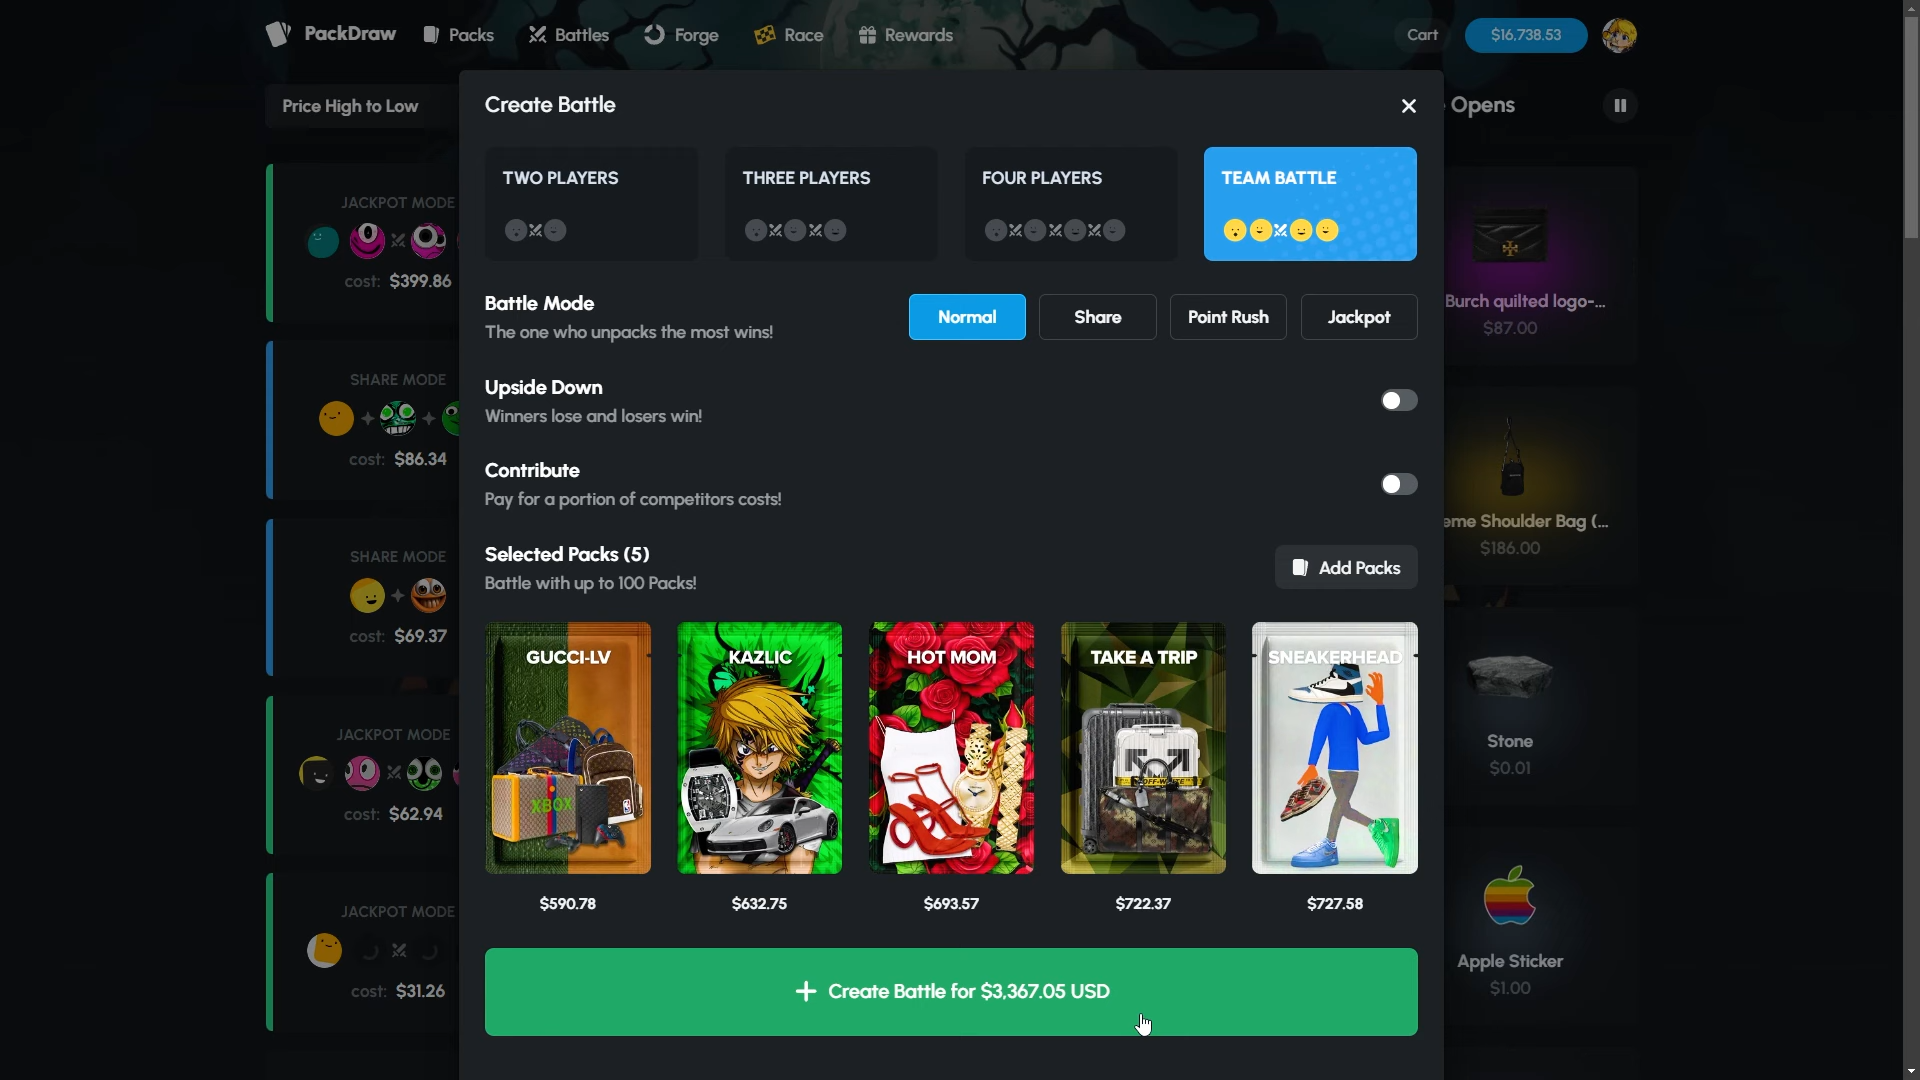 PackDraw
Packs
Battles
Forge
Race
Rewards
Cart
$16,738.53
Price High to Low
Create Battle
Opens
TWO PLAYERS
THREE PLAYERS
FOUR PLAYERS
TEAM BATTLE
JACKPOT MODE
cost: $399.86
Battle Mode
The one who unpacks the most wins!
Normal
Share
Point Rush
Jackpot
Burch quilted logo-...
$87.00
SHARE MODE
cost: $86.34
Upside Down
Winners lose and losers win!
Contribute
Pay for a portion of competitors costs!
eme Shoulder Bag (...
$186.00
SHARE MODE
cost: $69.37
Selected Packs (5)
Battle with up to 100 Packs!
Add Packs
GUCCI-LV
KAZLIC
HOT MOM
TAKE A TRIP
SNEAKERHEAD
XBOX
OFF-WHITE
JACKPOT MODE
cost: $62.94
Stone
$0.01
$590.78
$632.75
$693.57
$722.37
$727.58
JACKPOT MODE
cost: $31.26
Create Battle for $3,367.05 USD
Apple Sticker
$1.00